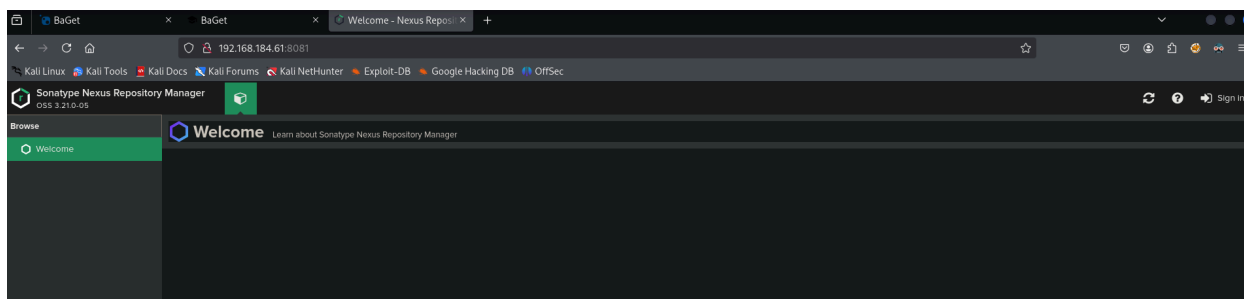 BaGet × BaGet × Welcome - Nexus Reposi × +
192.168.184.61:8081
Kali Linux Kali Tools Kali Docs Kali Forums Kali NetHunter Exploit-DB Google Hacking DB OffSec
Sonatype Nexus Repository Manager
OSS 3.21.0-05
Sign in
Browse
Welcome Learn about Sonatype Nexus Repository Manager
Welcome